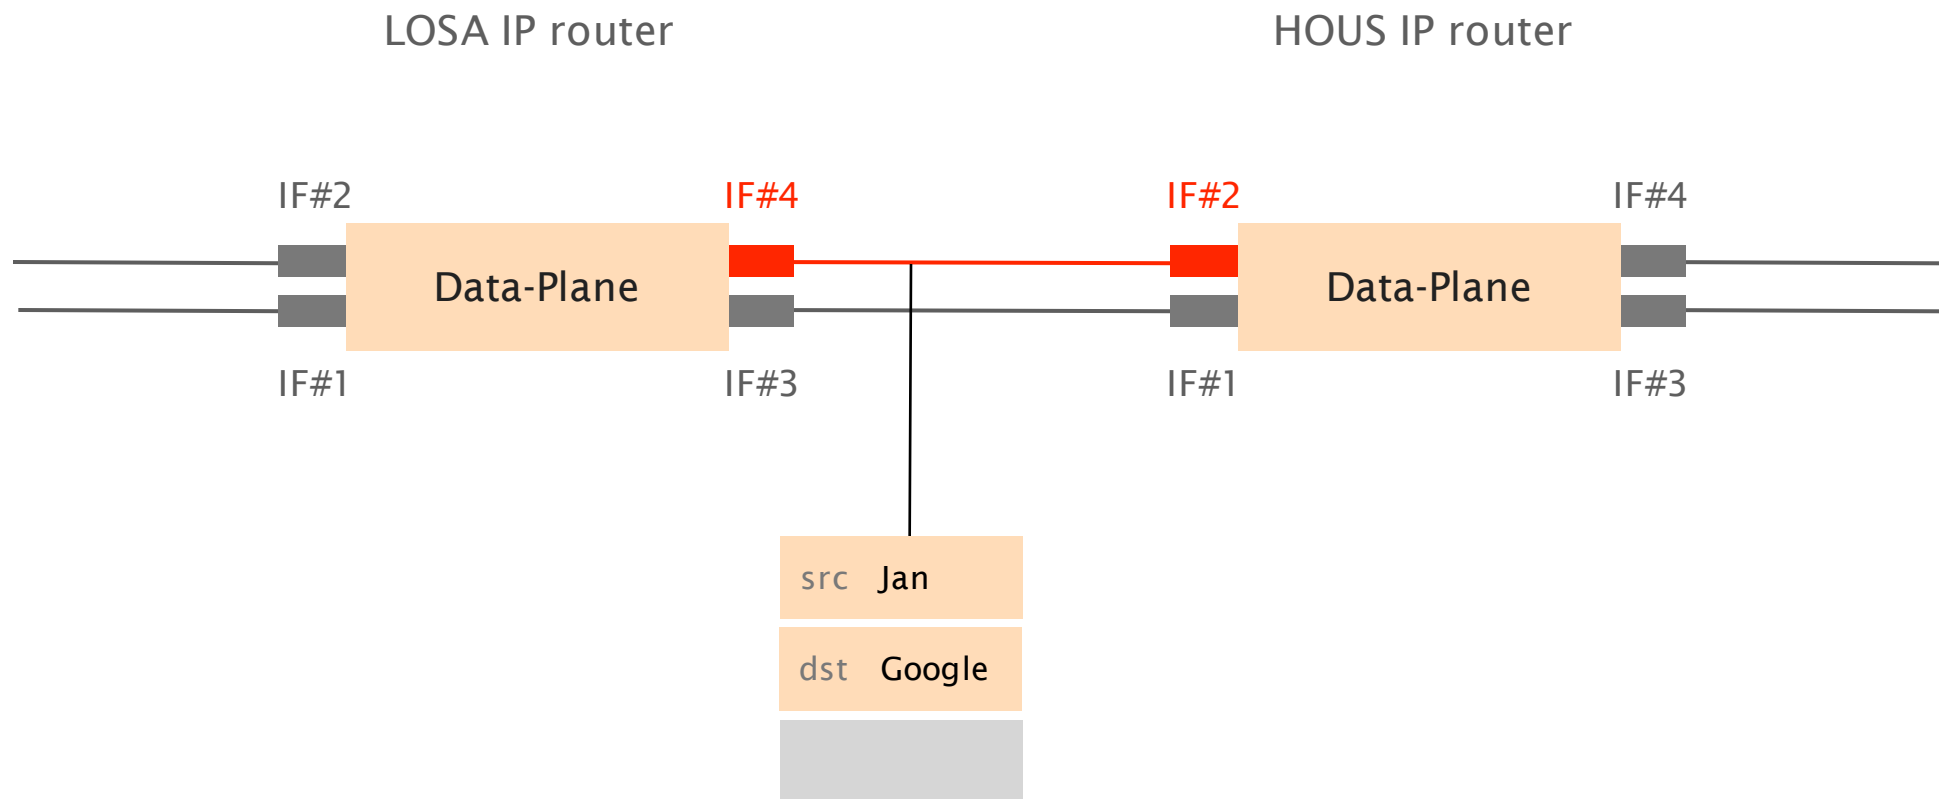 LOSA IP router
HOUS IP router
IF#2
IF#4
IF#2
IF#4
Data-Plane
Data-Plane
IF#1
IF#3
IF#1
IF#3
src Jan
dst Google